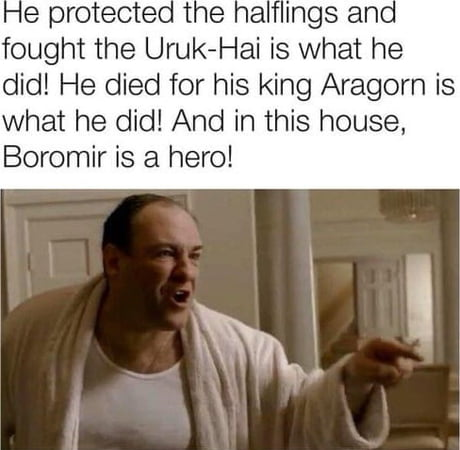 He protected the halflings and
fought the Uruk-Hai is what he
did! He died for his king Aragorn is
what he did! And in this house,
Boromir is a hero!